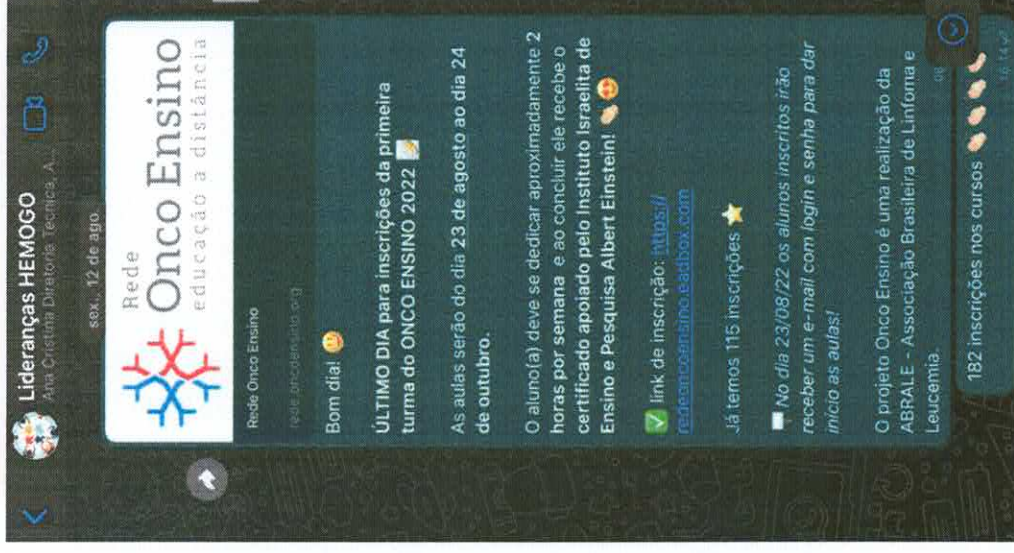 Lideranças HEMOGO
Ana Cristina Diretoria Tecnica, A...
sex., 12 de ago
Rede
Onco Ensino
educação a distância
Rede Onco Ensino
rede.oncoensino.org
Bom dia! 😃
ÚLTIMO DIA para inscrições da primeira
turma do ONCO ENSINO 2022 📝
As aulas serão do dia 23 de agosto ao dia 24
de outubro.
O aluno(a) deve se dedicar aproximadamente 2
horas por semana e ao concluir ele recebe o
certificado apoiado pelo Instituto Israelita de
Ensino e Pesquisa Albert Einstein! 👏🏻😍
✅ link de inscrição: https://
redeoncoensino.eadbox.com
Já temos 115 inscrições ⭐
No dia 23/08/22 os alunos inscritos irão
receber um e-mail com login e senha para dar
início as aulas!
O projeto Onco Ensino é uma realização da
ABRALE - Associação Brasileira de Linfoma e
Leucemia.
08
182 inscrições nos cursos 👏🏻👏🏻👏🏻👏🏻
16:14